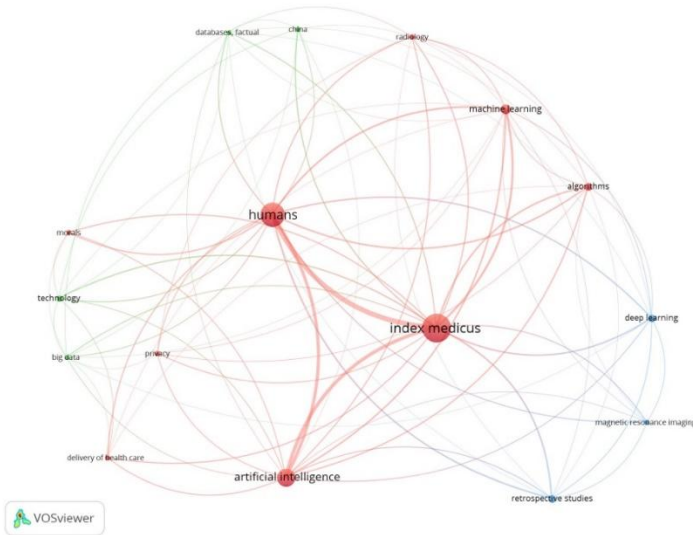 databases, factual
china
radiology
machine learning
algorithms
humans
morals
technology
index medicus
deep learning
big data
privacy
magnetic resonance imaging
delivery of health care
artificial intelligence
retrospective studies
VOSviewer